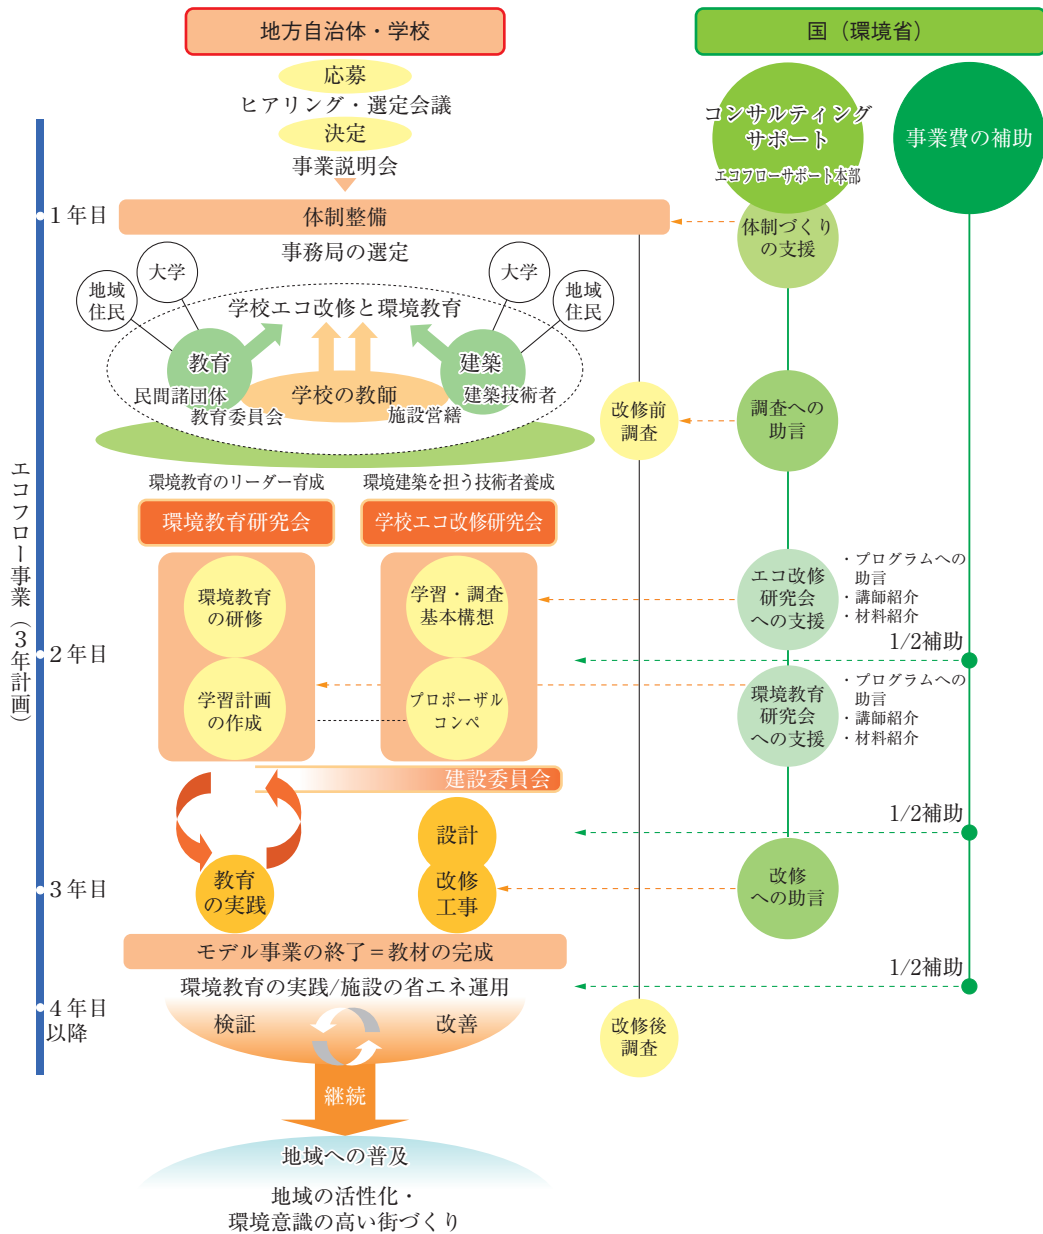 地方自治体・学校
国（環境省）
応募
ヒアリング・選定会議
決定
事業説明会
コンサルティング
サポート
エコフローサポート本部
事業費の補助
エコフロー事業（3年計画）
1年目
体制整備
体制づくり
の支援
事務局の選定
大学
地域
住民
大学
地域
住民
学校エコ改修と環境教育
教育
民間諸団体
教育委員会
学校の教師
建築
建築技術者
施設営繕
改修前
調査
調査への
助言
環境教育のリーダー育成
環境建築を担う技術者養成
環境教育研究会
学校エコ改修研究会
環境教育
の研修
学習・調査
基本構想
エコ改修
研究会
への支援
・プログラムへの
助言
・講師紹介
・材料紹介
1/2補助
2年目
学習計画
の作成
プロポーザル
コンペ
環境教育
研究会
への支援
・プログラムへの
助言
・講師紹介
・材料紹介
建設委員会
設計
1/2補助
3年目
教育
の実践
改修
工事
改修
への助言
モデル事業の終了＝教材の完成
1/2補助
環境教育の実践/施設の省エネ運用
4年目
以降
検証
改善
改修後
調査
継続
地域への普及
地域の活性化・
環境意識の高い街づくり